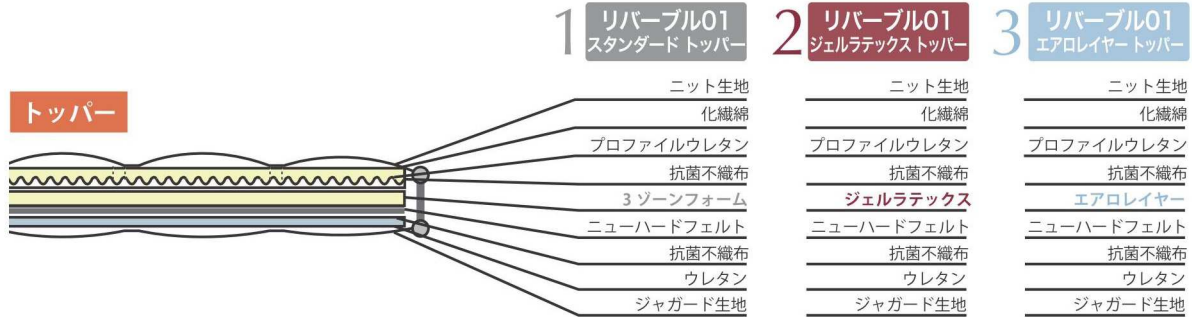 トッパー
1 リバーブル01
スタンダード トッパー
ニット生地
化繊綿
プロファイルウレタン
抗菌不織布
3 ゾーンフォーム
ニューハードフェルト
抗菌不織布
ウレタン
ジャガード生地
2 リバーブル01
ジェルラテックス トッパー
ニット生地
化繊綿
プロファイルウレタン
抗菌不織布
ジェルラテックス
ニューハードフェルト
抗菌不織布
ウレタン
ジャガード生地
3 リバーブル01
エアロレイヤー トッパー
ニット生地
化繊綿
プロファイルウレタン
抗菌不織布
エアロレイヤー
ニューハードフェルト
抗菌不織布
ウレタン
ジャガード生地